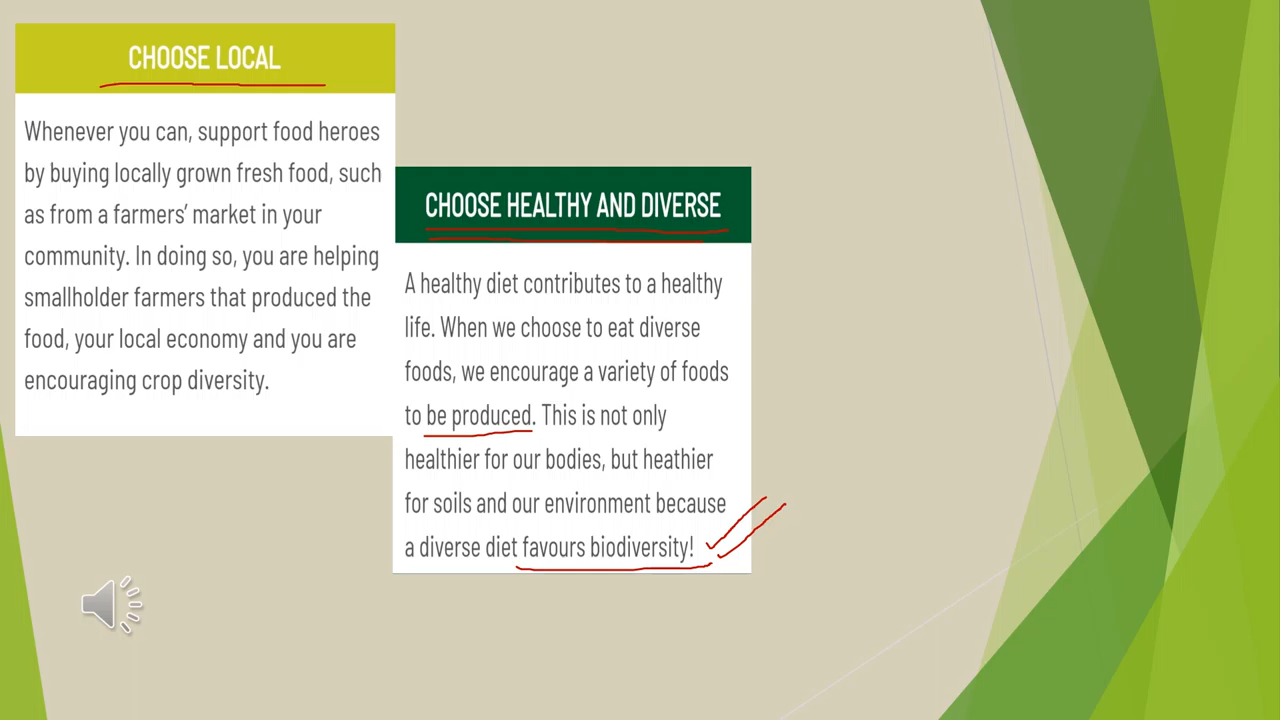 CHOOSE LOCAL
Whenever you can, support food heroes
by buying locally grown fresh food, such
as from a farmers’ market in your
community. In doing so, you are helping
smallholder farmers that produced the
food, your local economy and you are
encouraging crop diversity.
CHOOSE HEALTHY AND DIVERSE
A healthy diet contributes to a healthy
life. When we choose to eat diverse
foods, we encourage a variety of foods
to be produced. This is not only
healthier for our bodies, but heathier
for soils and our environment because
a diverse diet favours biodiversity!